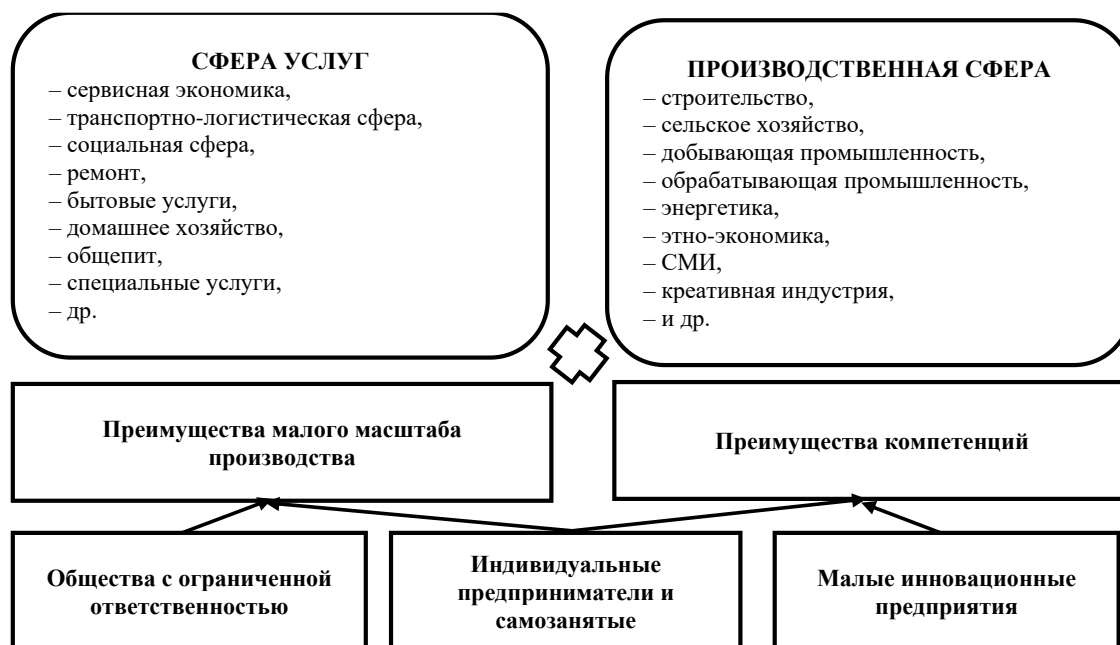 СФЕРА УСЛУГ
– сервисная экономика,
– транспортно-логистическая сфера,
– социальная сфера,
– ремонт,
– бытовые услуги,
– домашнее хозяйство,
– общепит,
– специальные услуги,
– др.
ПРОИЗВОДСТВЕННАЯ СФЕРА
– строительство,
– сельское хозяйство,
– добывающая промышленность,
– обрабатывающая промышленность,
– энергетика,
– этно-экономика,
– СМИ,
– креативная индустрия,
– и др.
Преимущества малого масштаба
производства
Преимущества компетенций
Общества с ограниченной
ответственностью
Индивидуальные
предприниматели и
самозанятые
Малые инновационные
предприятия